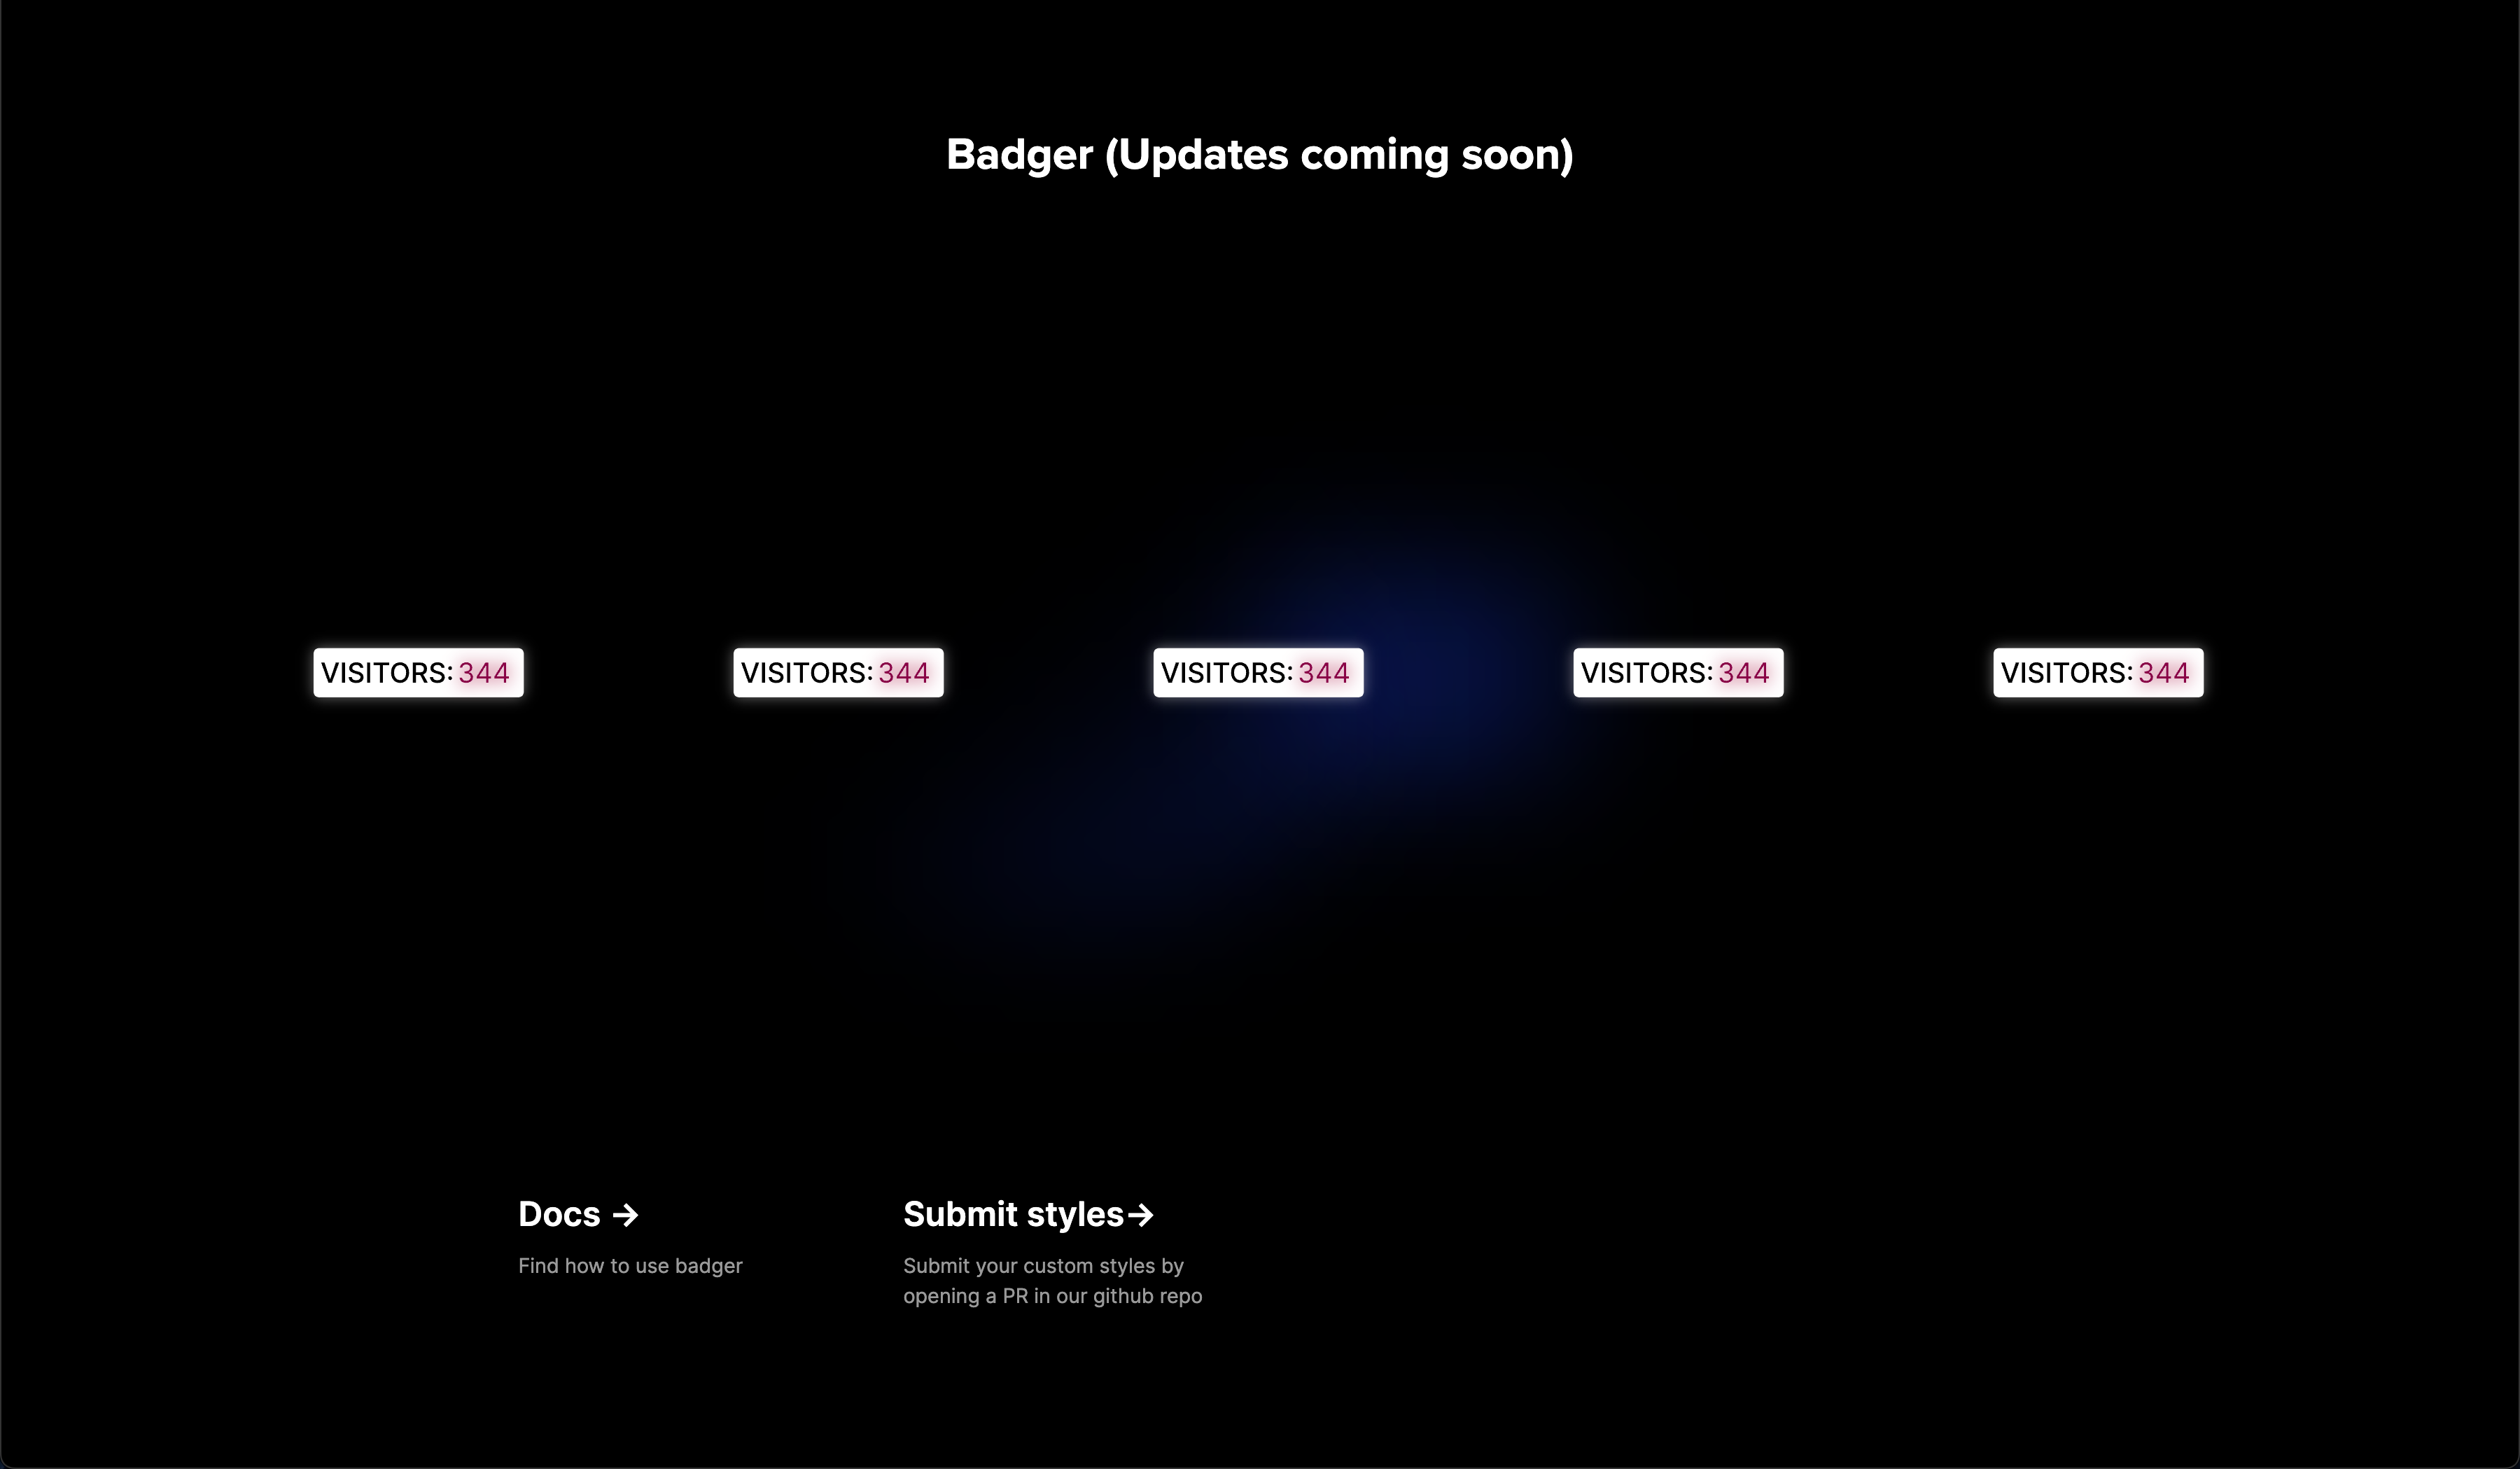 Badger (Updates coming soon)
VISITORS: 344
VISITORS: 344
VISITORS: 344
VISITORS: 344
VISITORS: 344
Docs →
Find how to use badger
Submit styles→
Submit your custom styles by
opening a PR in our github repo